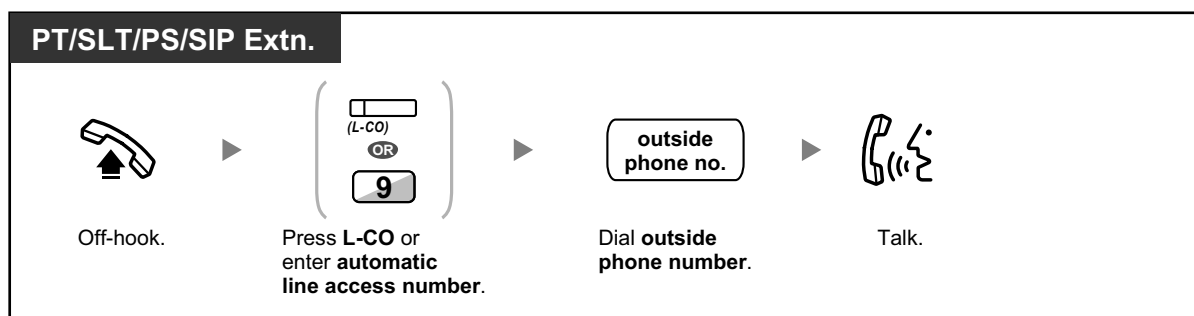 PT/SLT/PS/SIP Extn.
(L-CO)
OR
9
outside
phone no.
Off-hook.
Press L-CO or
enter automatic
line access number.
Dial outside
phone number.
Talk.